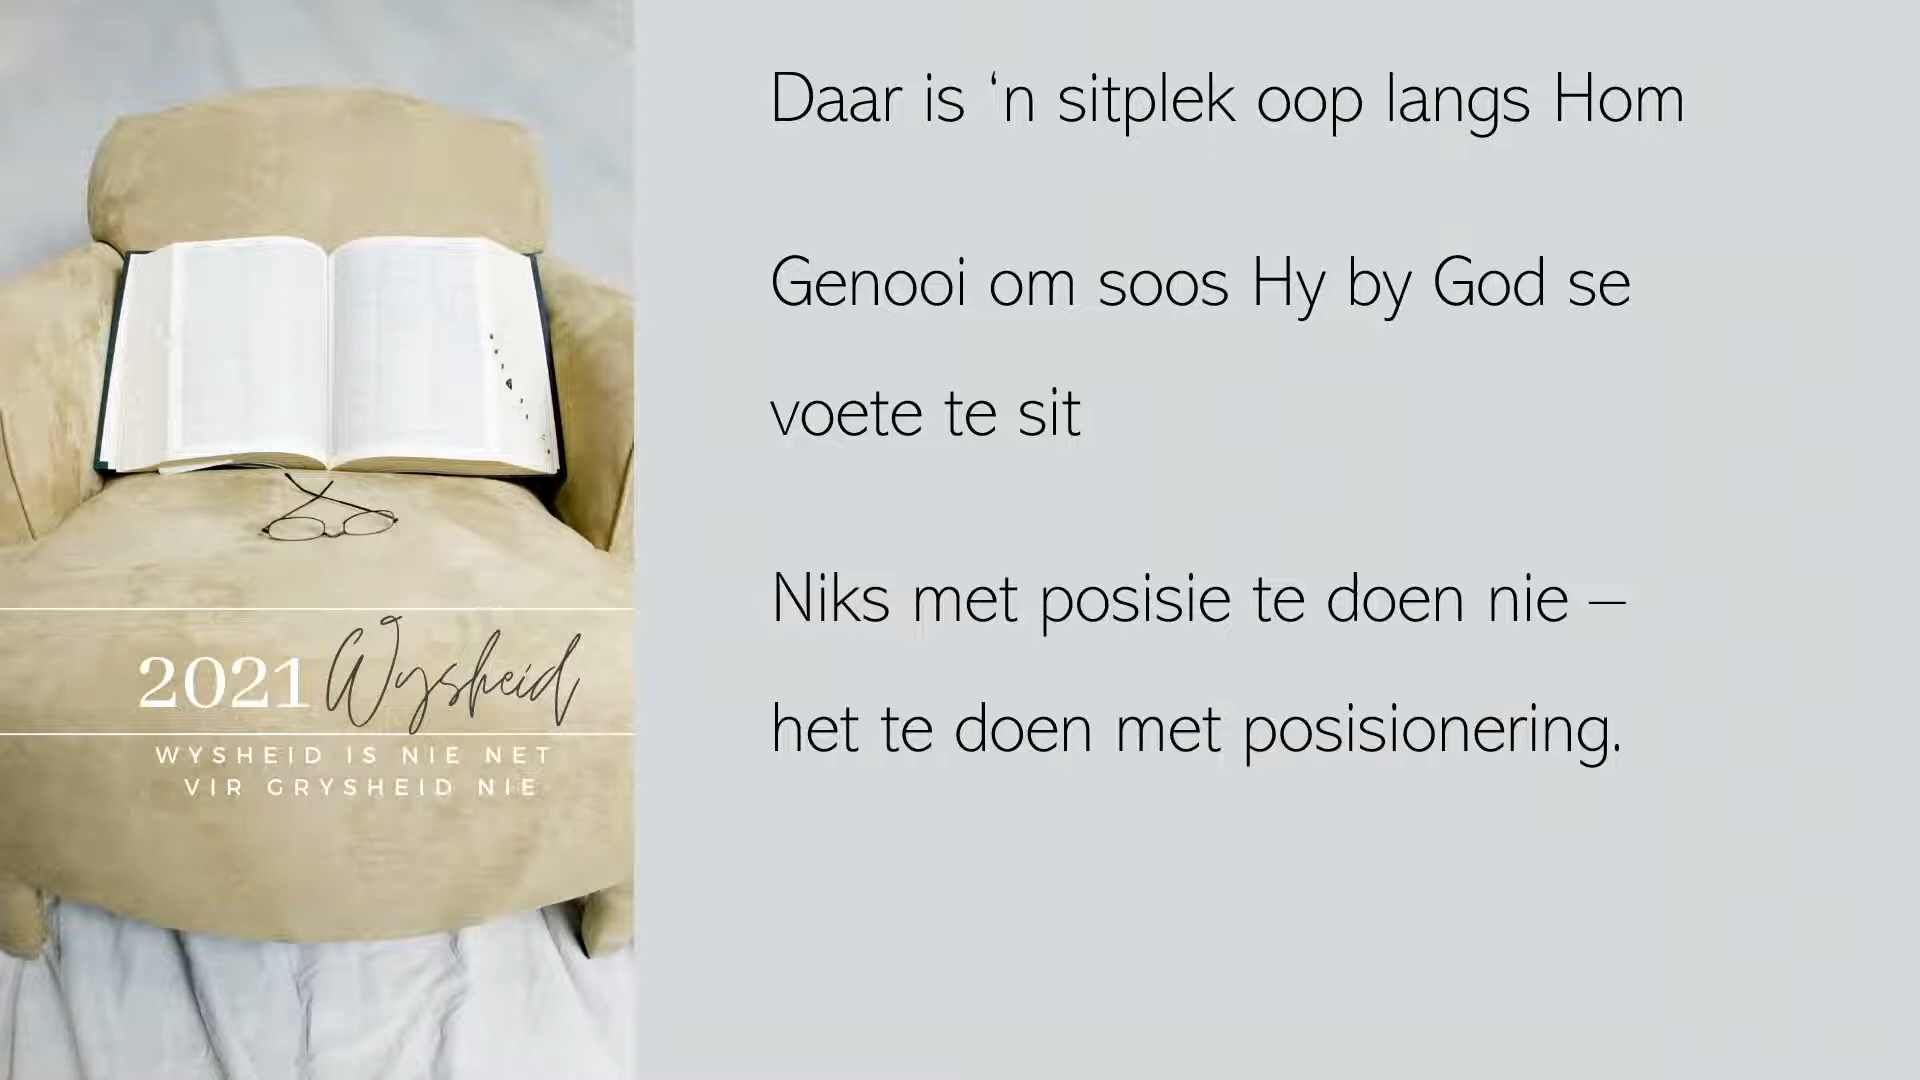 Daar is ‘n sitplek oop langs Hom
Genooi om soos Hy by God se
voete te sit
Niks met posisie te doen nie –
het te doen met posisionering.
2021 Wysheid
WYSHEID IS NIE NET
VIR GRYSHEID NIE